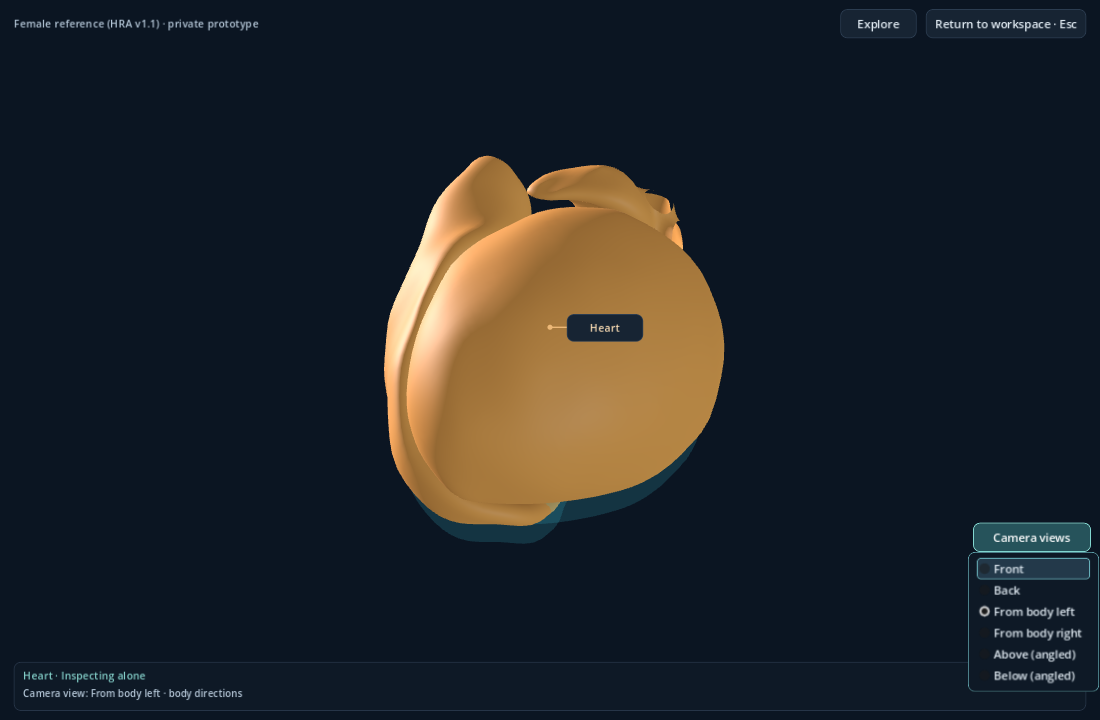 Female reference (HRA v1.1) · private prototype
Explore
Return to workspace · Esc
Heart
Camera views
Front
Back
From body left
From body right
Above (angled)
Below (angled)
Heart · Inspecting alone
Camera view: From body left · body directions